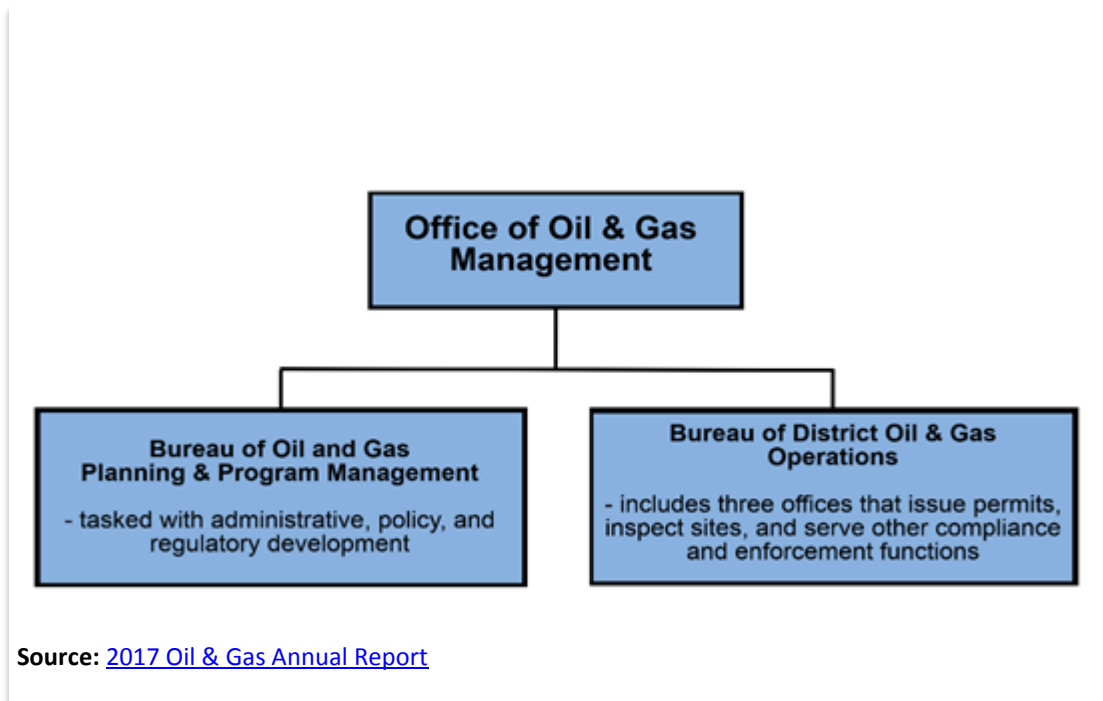 Office of Oil & Gas
Management
Bureau of Oil and Gas
Planning & Program Management
- tasked with administrative, policy, and
regulatory development
Bureau of District Oil & Gas
Operations
- includes three offices that issue permits,
inspect sites, and serve other compliance
and enforcement functions
Source: 2017 Oil & Gas Annual Report